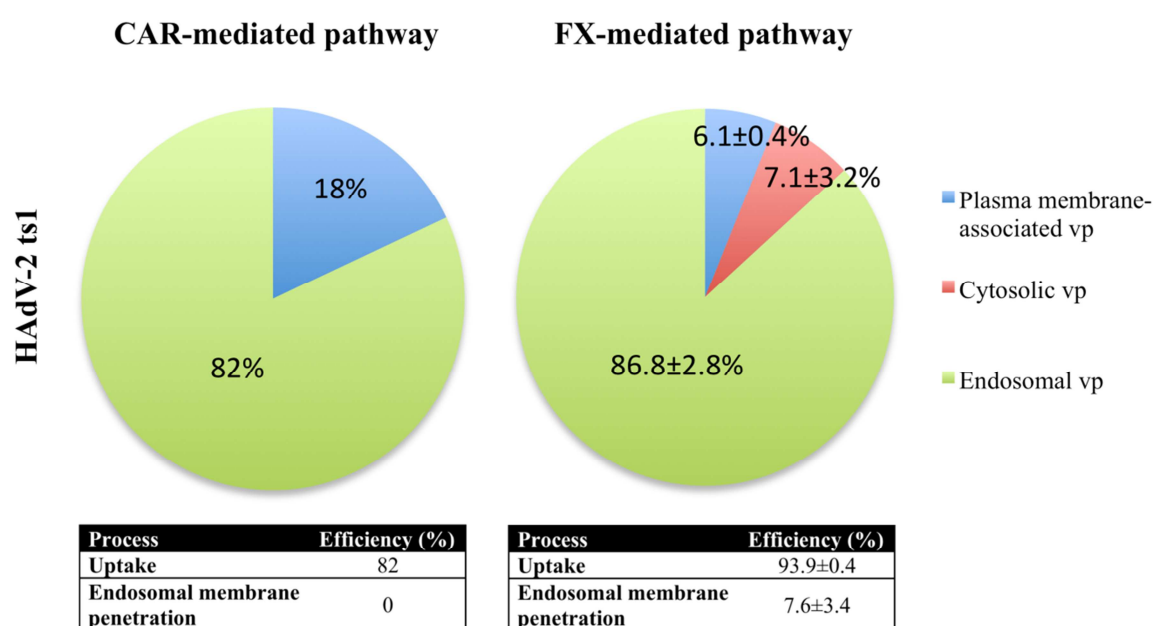 CAR-mediated pathway
FX-mediated pathway
HAdV-2 ts1
18%
82%
6.1±0.4%
7.1±3.2%
86.8±2.8%
Plasma membrane-
associated vp
Cytosolic vp
Endosomal vp
Process Efficiency (%)
Uptake 82
Endosomal membrane
penetration 0
Process Efficiency (%)
Uptake 93.9±0.4
Endosomal membrane
penetration 7.6±3.4